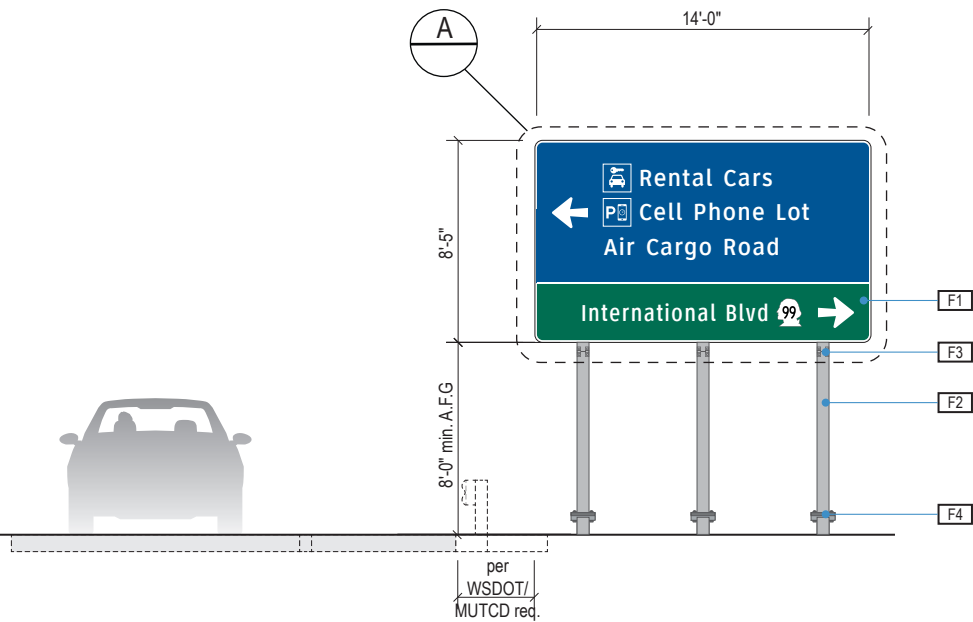 14'-0"
A
Rental Cars
P Cell Phone Lot
Air Cargo Road
8'-5"
International Blvd 99
F1
F3
F2
8'-0" min. A.F.G
F4
per
WSDOT/
MUTCD req.